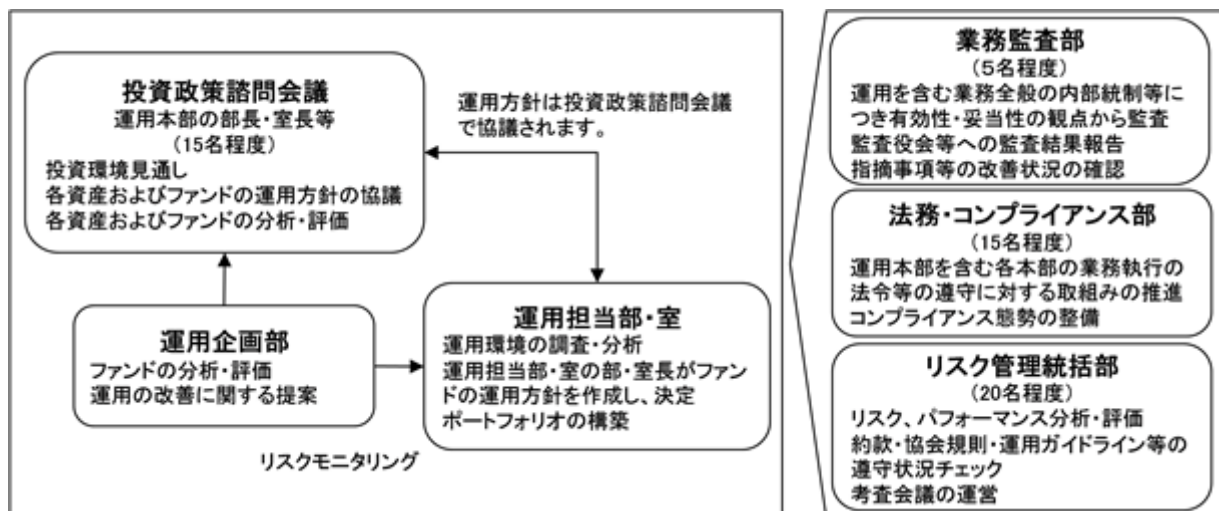 投資政策諮問会議
運用本部の部長・室長等
(15名程度)
投資環境見通し
各資産およびファンドの運用方針の協議
各資産およびファンドの分析・評価
運用方針は投資政策諮問会議
で協議されます。
運用企画部
ファンドの分析・評価
運用の改善に関する提案
運用担当部・室
運用環境の調査・分析
運用担当部・室の部・室長がファン
ドの運用方針を作成し、決定
ポートフォリオの構築
リスクモニタリング
業務監査部
(5名程度)
運用を含む業務全般の内部統制等に
つき有効性・妥当性の観点から監査
監査役会等への監査結果報告
指摘事項等の改善状況の確認
法務・コンプライアンス部
(15名程度)
運用本部を含む各本部の業務執行の
法令等の遵守に対する取組みの推進
コンプライアンス態勢の整備
リスク管理統括部
(20名程度)
リスク、パフォーマンス分析・評価
約款・協会規則・運用ガイドライン等の
遵守状況チェック
考査会議の運営